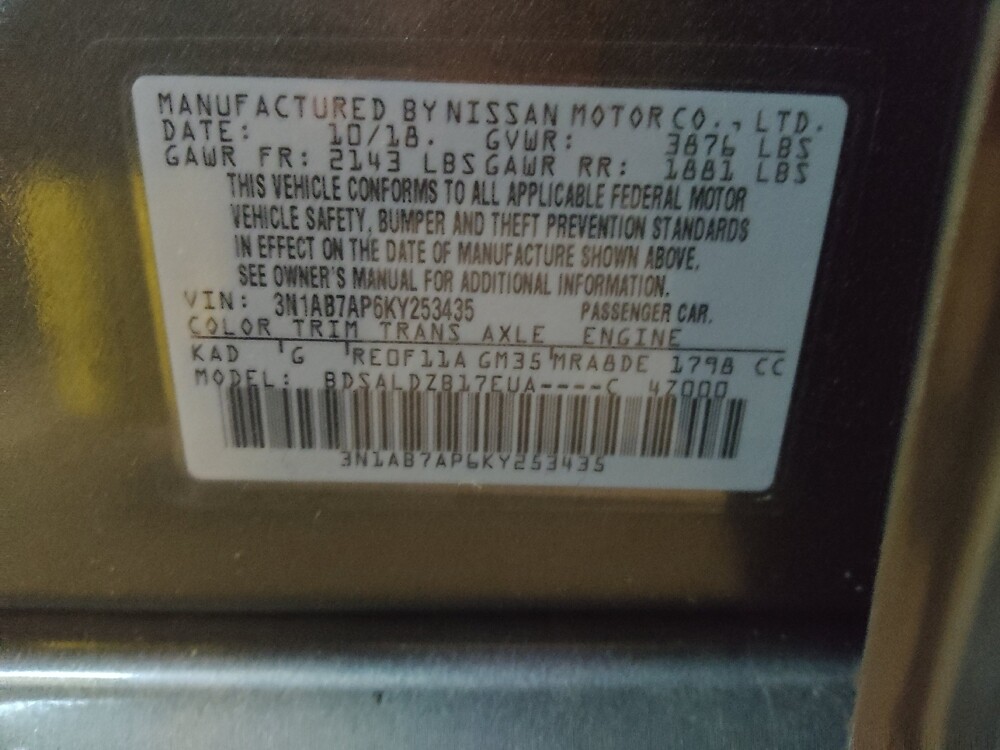 MANUFACTURED BY NISSAN MOTOR CO., LTD.
DATE: 10/18. GVWR: 3876 LBS
GAWR FR: 2143 LBS GAWR RR: 1881 LBS
THIS VEHICLE CONFORMS TO ALL APPLICABLE FEDERAL MOTOR
VEHICLE SAFETY, BUMPER AND THEFT PREVENTION STANDARDS
IN EFFECT ON THE DATE OF MANUFACTURE SHOWN ABOVE.
SEE OWNER'S MANUAL FOR ADDITIONAL INFORMATION.
VIN: 3N1AB7AP6KY253435 PASSENGER CAR.
COLOR TRIM TRANS AXLE ENGINE
KAD G RE0F11A GM35 MRA8DE 1798 CC
MODEL: BDSALDZB17EUA----C 4Z000
3N1AB7AP6KY253435